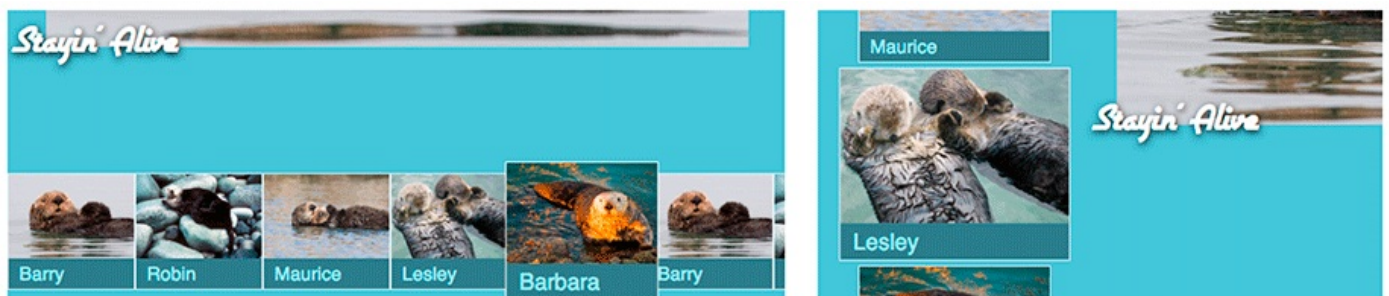 Stayin' Alive
Barry
Robin
Maurice
Lesley
Barbara
Barry
Maurice
Stayin' Alive
Lesley